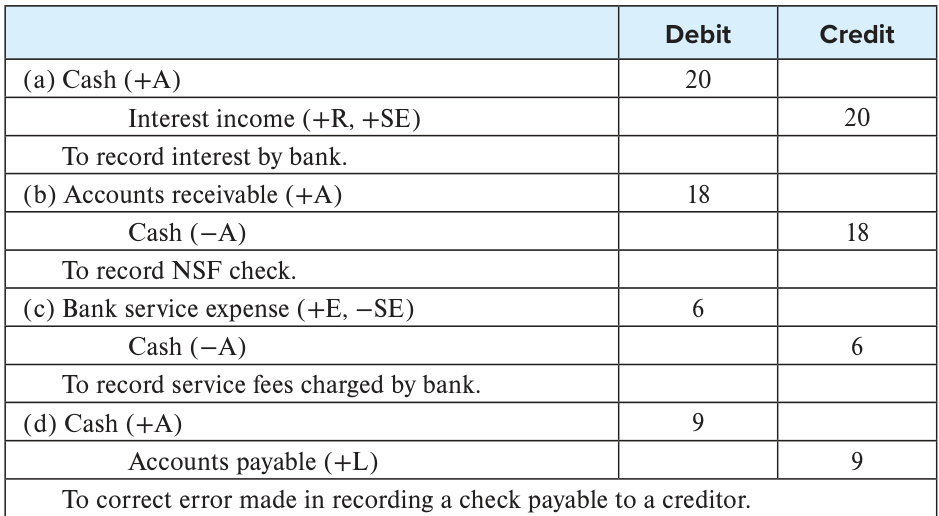 Debit Credit
(a) Cash (+A) 20
Interest income (+R, +SE) 20
To record interest by bank.
(b) Accounts receivable (+A) 18
Cash (−A) 18
To record NSF check.
(c) Bank service expense (+E, −SE) 6
Cash (−A) 6
To record service fees charged by bank.
(d) Cash (+A) 9
Accounts payable (+L) 9
To correct error made in recording a check payable to a creditor.